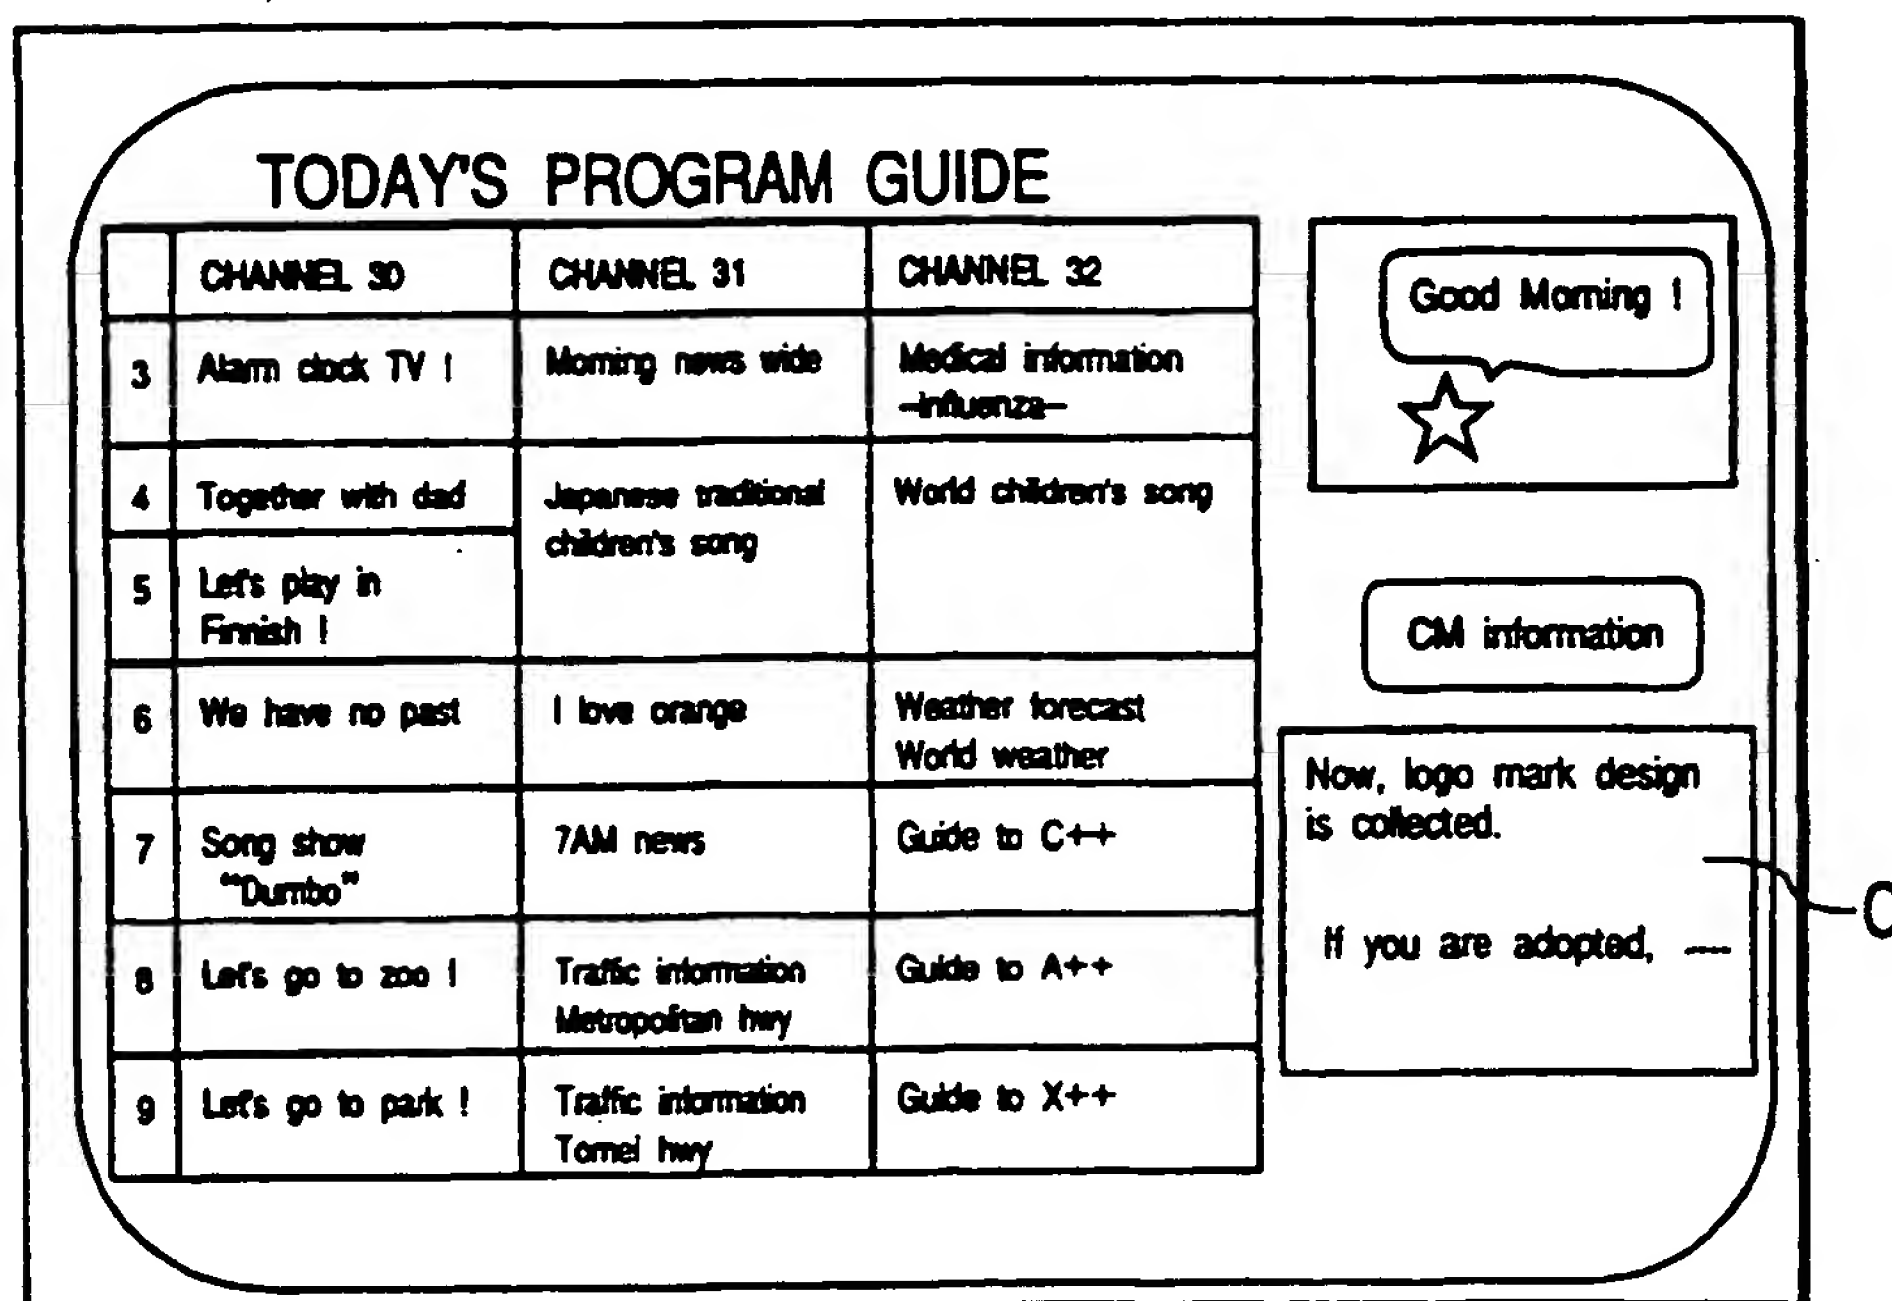 TODAY'S PROGRAM GUIDE
CHANNEL 30 CHANNEL 31 CHANNEL 32
3 Alarm clock TV ! Morning news wide Medical information
–Influenza–
4 Together with dad Japanese traditional World children's song
children's song
5 Let's play in
Finnish !
6 We have no past I love orange Weather forecast
World weather
7 Song show 7AM news Guide to C++
"Dumbo"
8 Let's go to zoo ! Traffic information Guide to A++
Metropolitan hwy
9 Let's go to park ! Traffic information Guide to X++
Tomei hwy
Good Morning !
CM information
Now, logo mark design
is collected.
If you are adopted, ----